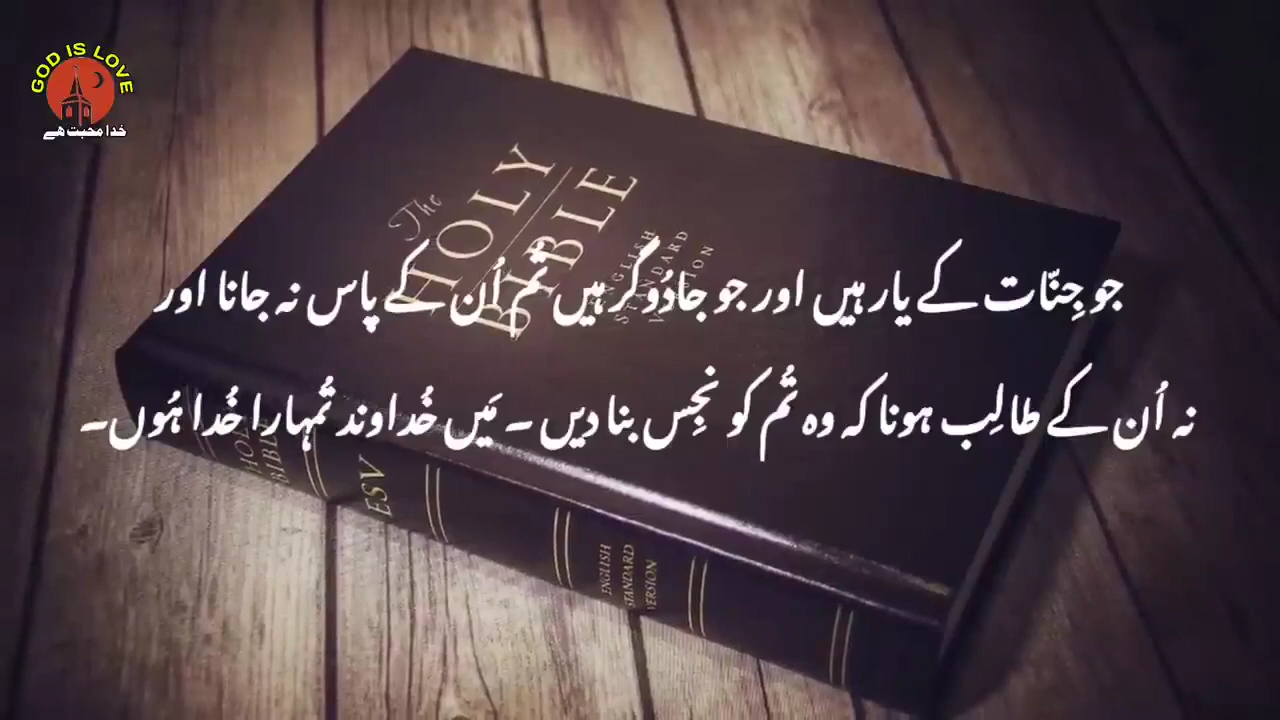 GOD IS LOVE
خدا محبت ھے
The
HOLY
BIBLE
ENGLISH
STANDARD
VERSION
جو جِنّات کے یار ہیں اور جو جادُوگر ہیں تُم اُن کے پاس نہ جانا اور
نہ اُن کے طالِب ہونا کہ وہ تُم کو نجِس بنا دیں۔ مَیں خُداوند تُمہارا خُدا ہُوں۔
HOLY
BIBLE
ESV
ENGLISH
STANDARD
VERSION